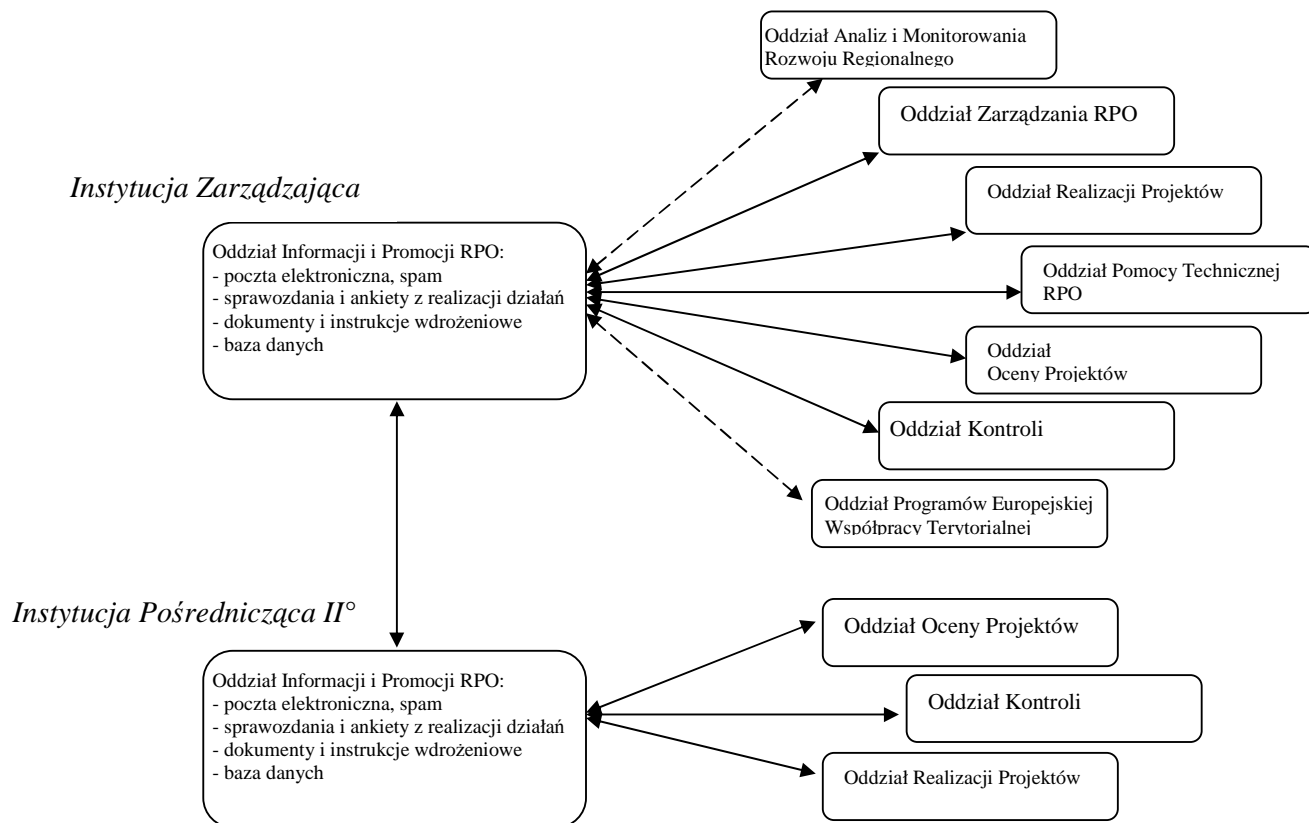 Oddział Analiz i Monitorowania
Rozwoju Regionalnego
Oddział Zarządzania RPO
Instytucja Zarządzająca
Oddział Realizacji Projektów
Oddział Informacji i Promocji RPO:
- poczta elektroniczna, spam
- sprawozdania i ankiety z realizacji działań
- dokumenty i instrukcje wdrożeniowe
- baza danych
Oddział Pomocy Technicznej
RPO
Oddział
Oceny Projektów
Oddział Kontroli
Oddział Programów Europejskiej
Współpracy Terytorialnej
Instytucja Pośrednicząca II°
Oddział Oceny Projektów
Oddział Informacji i Promocji RPO:
- poczta elektroniczna, spam
- sprawozdania i ankiety z realizacji działań
- dokumenty i instrukcje wdrożeniowe
- baza danych
Oddział Kontroli
Oddział Realizacji Projektów